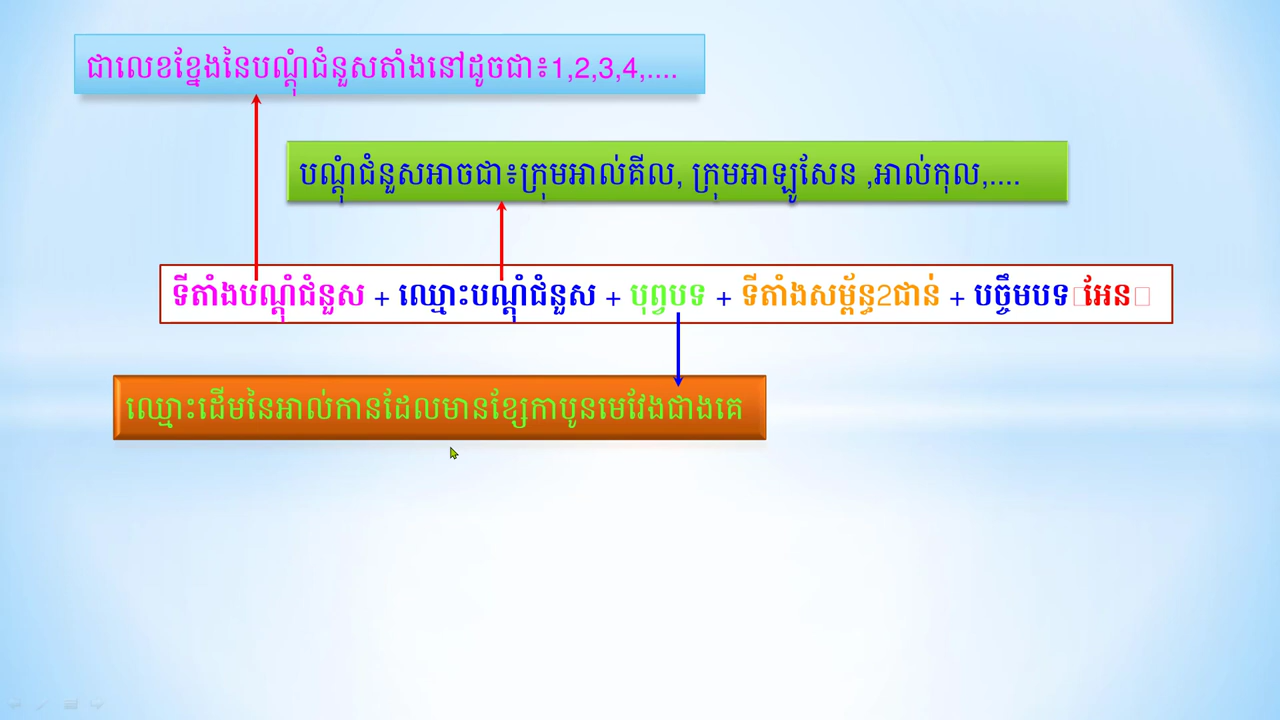 ជាលេខខ្នែងនៃបណ្តុំជំនួសតាំងនៅដូចជា៖1,2,3,4,....
បណ្តុំជំនួសអាចជា៖ក្រុមអាល់គីល, ក្រុមអាឡូសែន ,អាល់កុល,....
ទីតាំងបណ្តុំជំនួស + ឈ្មោះបណ្តុំជំនួស + បុព្វបទ + ទីតាំងសម្ព័ន្ធ2ជាន់ + បច្ចឹមបទ អែន
ឈ្មោះដើមនៃអាល់កានដែលមានខ្សែកាបូនមេវែងជាងគេ